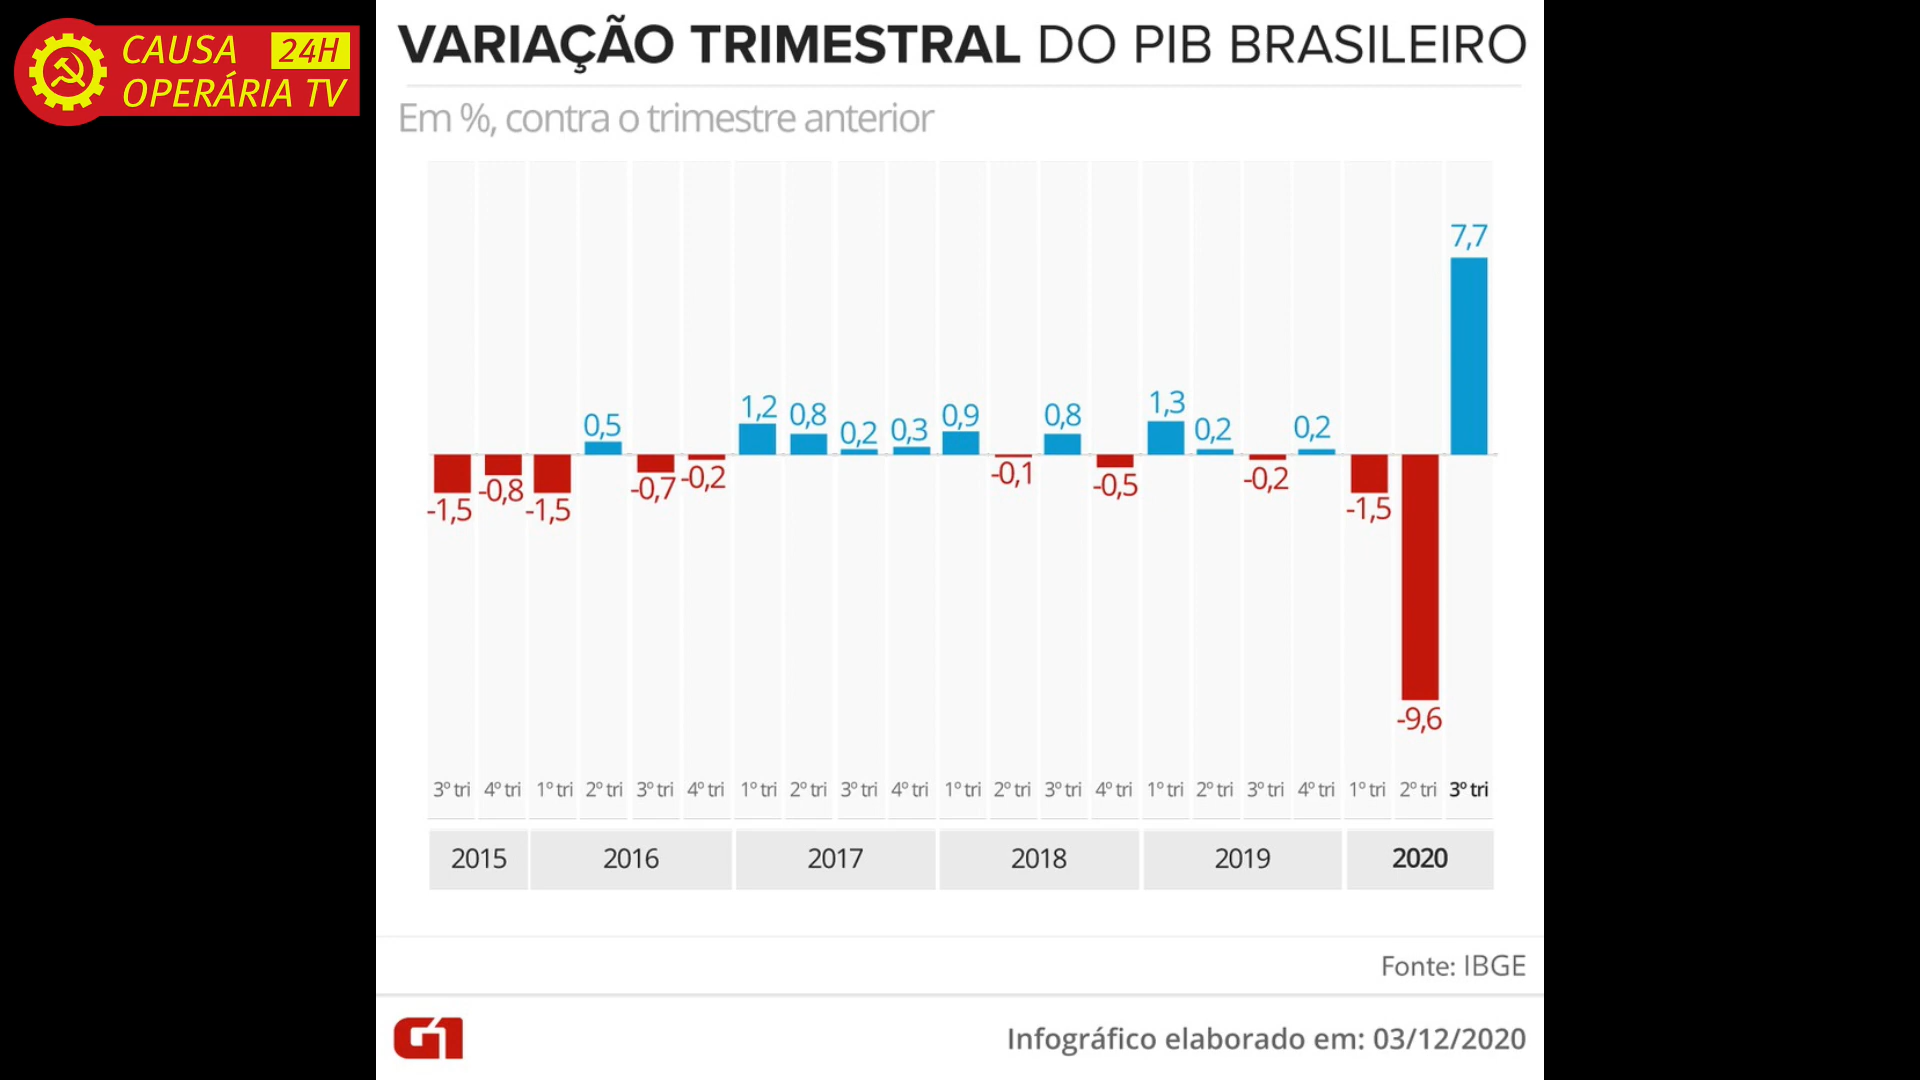 CAUSA 24H
OPERÁRIA TV
VARIAÇÃO TRIMESTRAL DO PIB BRASILEIRO
Em %, contra o trimestre anterior
7,7
0,5 1,2 0,8 0,2 0,3 0,9 0,8 1,3 0,2 0,2
-1,5 -0,8 -1,5 -0,7 -0,2 -0,1 -0,5 -0,2 -1,5
-9,6
3º tri 4º tri 1º tri 2º tri 3º tri 4º tri 1º tri 2º tri 3º tri 4º tri 1º tri 2º tri 3º tri 4º tri 1º tri 2º tri 3º tri 4º tri 1º tri 2º tri 3º tri
2015 2016 2017 2018 2019 2020
Fonte: IBGE
G1
Infográfico elaborado em: 03/12/2020